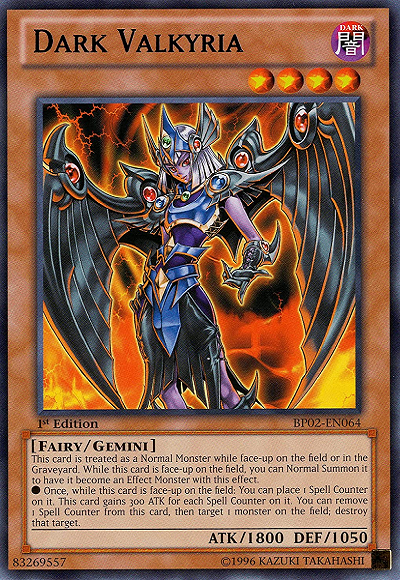 DARK VALKYRIA
DARK
闇
1st Edition
BP02-EN064
[FAIRY/GEMINI]
This card is treated as a Normal Monster while face-up on the field or in the
Graveyard. While this card is face-up on the field, you can Normal Summon it
to have it become an Effect Monster with this effect.
● Once, while this card is face-up on the field: You can place 1 Spell Counter
on it. This card gains 300 ATK for each Spell Counter on it. You can remove
1 Spell Counter from this card, then target 1 monster on the field; destroy
that target.
ATK/1800 DEF/1050
83269557
©1996 KAZUKI TAKAHASHI